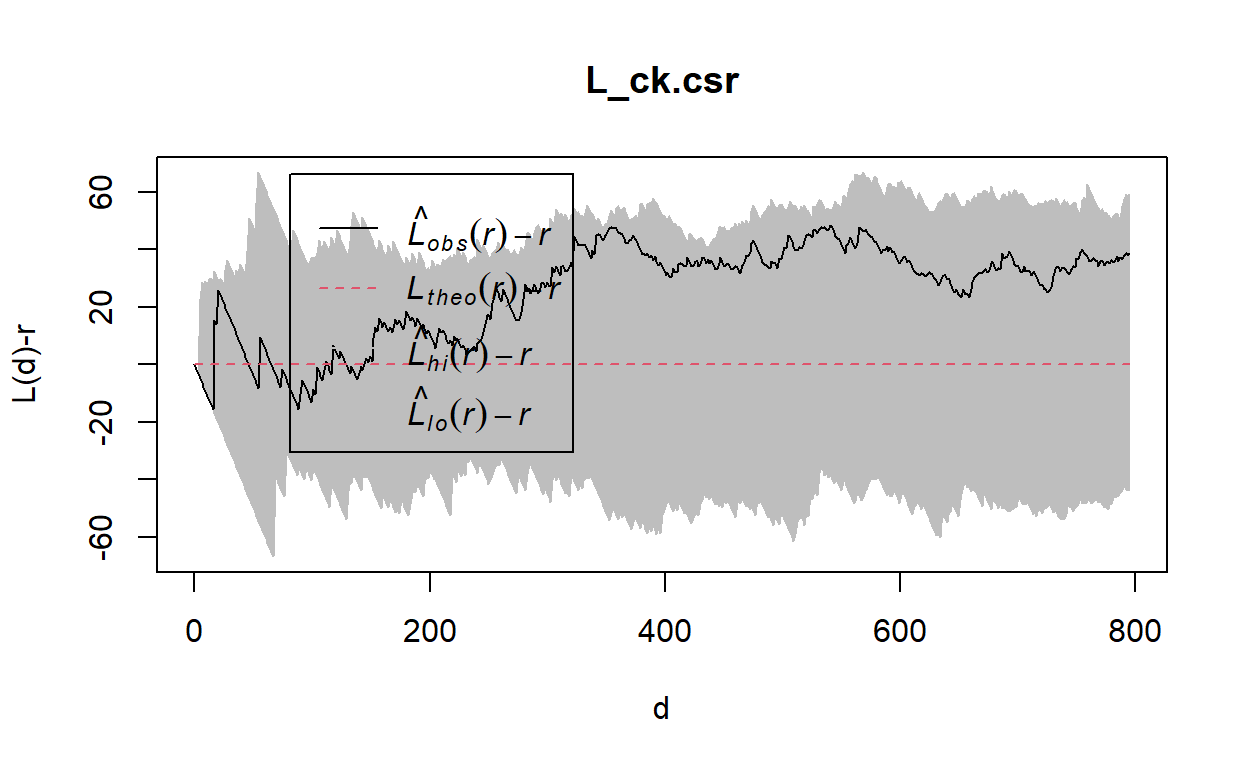 L_ck.csr
L(d)-r
60
20
-20
-60
L̂obs(r) − r
Ltheo(r) − r
L̂hi(r) − r
L̂lo(r) − r
0 200 400 600 800
d